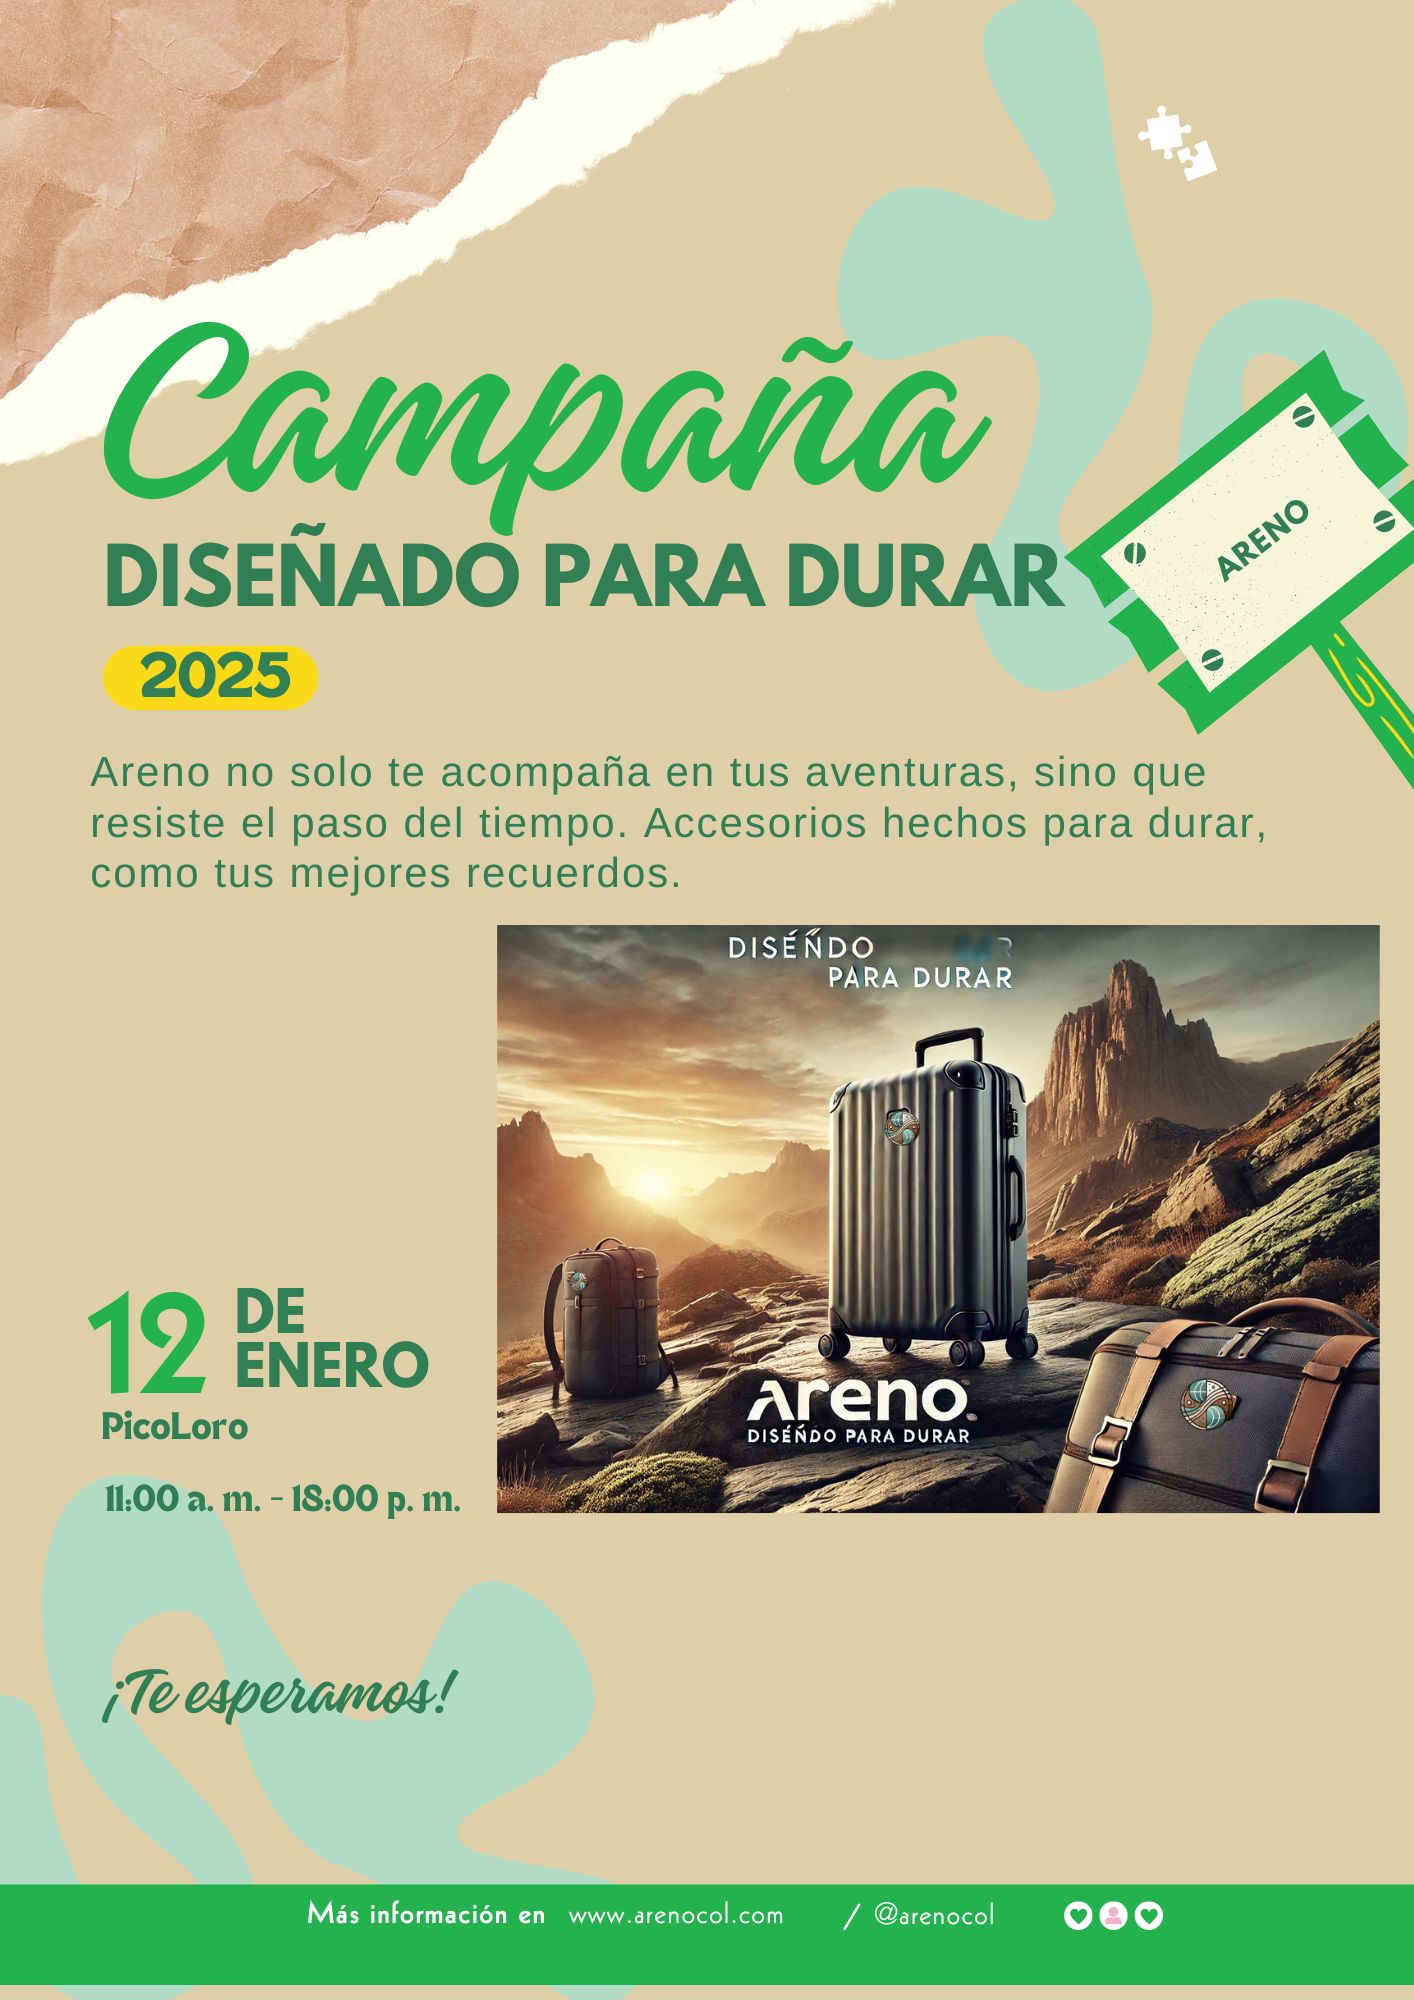 Campaña
DISEÑADO PARA DURAR
ARENO
2025
Areno no solo te acompaña en tus aventuras, sino que
resiste el paso del tiempo. Accesorios hechos para durar,
como tus mejores recuerdos.
DISÉÑDO
PARA DURAR
areno
DISÉÑDO PARA DURAR
12 DE
ENERO
PicoLoro
11:00 a. m. - 18:00 p. m.
¡Te esperamos!
Más información en www.arenocol.com / @arenocol